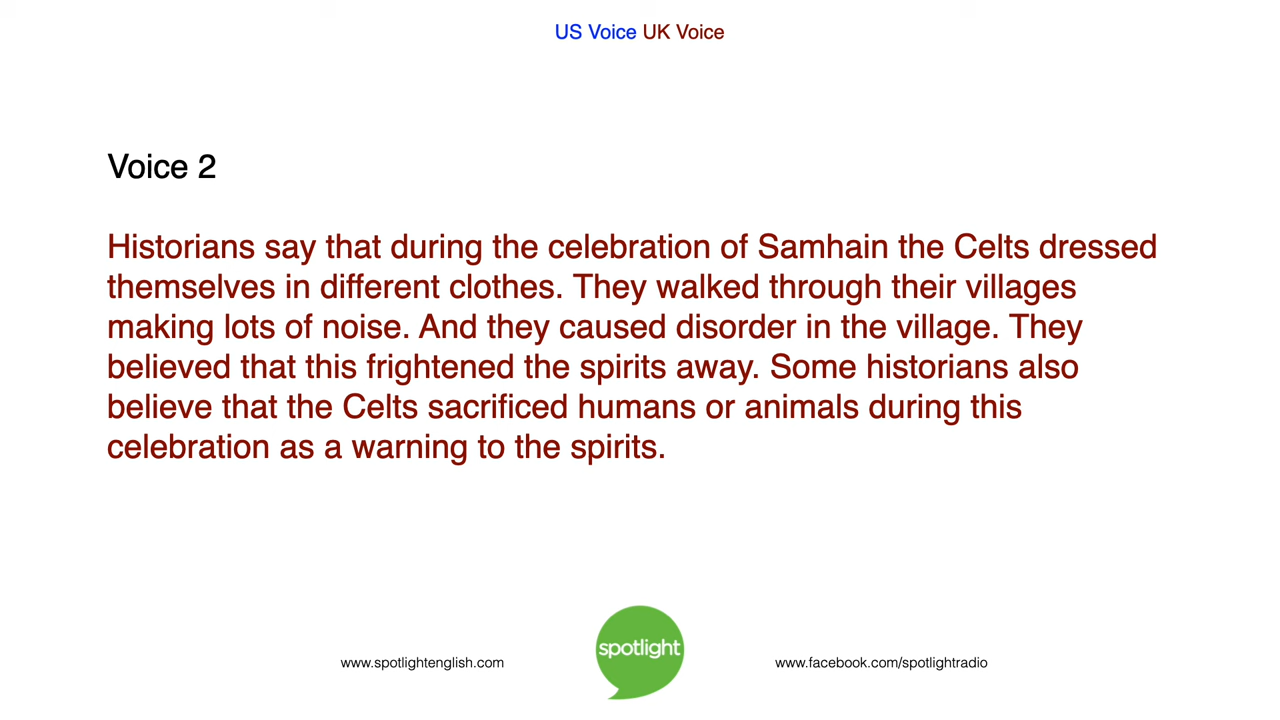 US Voice UK Voice
Voice 2
Historians say that during the celebration of Samhain the Celts dressed
themselves in different clothes. They walked through their villages
making lots of noise. And they caused disorder in the village. They
believed that this frightened the spirits away. Some historians also
believe that the Celts sacrificed humans or animals during this
celebration as a warning to the spirits.
www.spotlightenglish.com
spotlight
www.facebook.com/spotlightradio